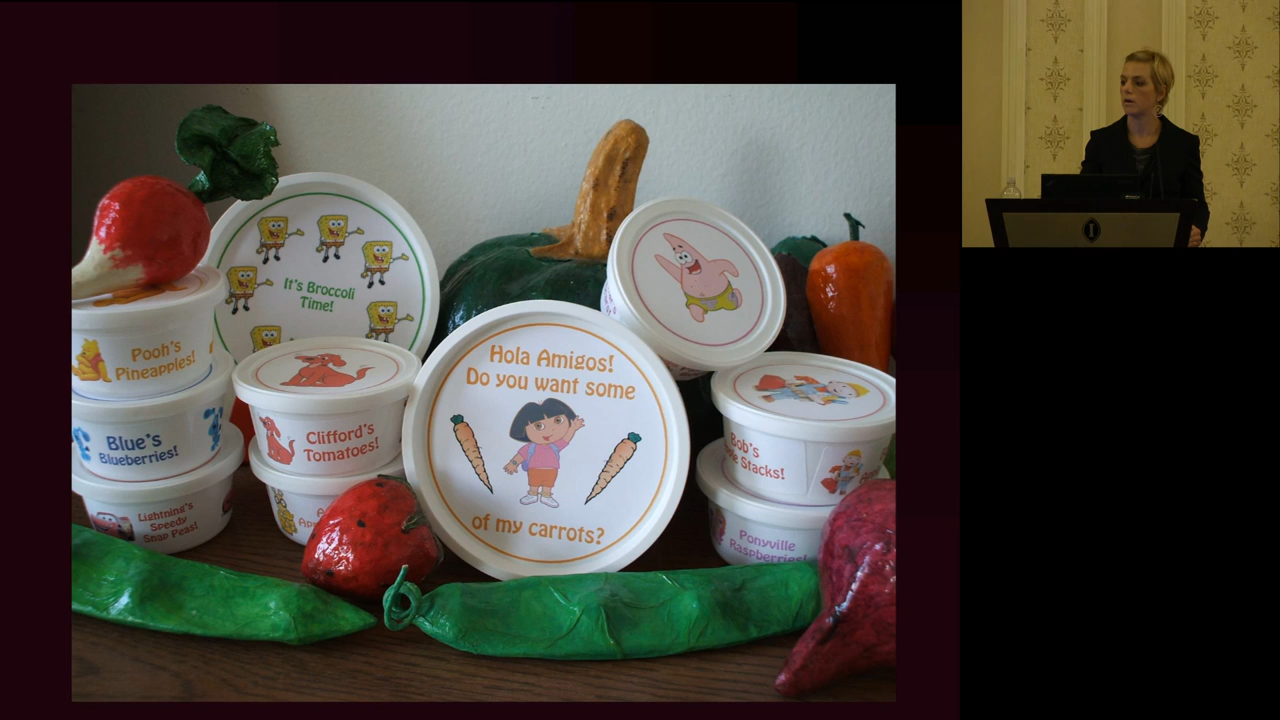 It's Broccoli
Time!
Pooh's
Pineapples!
Blue's
Blueberries!
Lightning's
Speedy
Snap Peas!
Clifford's
Tomatoes!
Hola Amigos!
Do you want some
of my carrots?
Bob's
Stacks!
Ponyville
Raspberries!
I